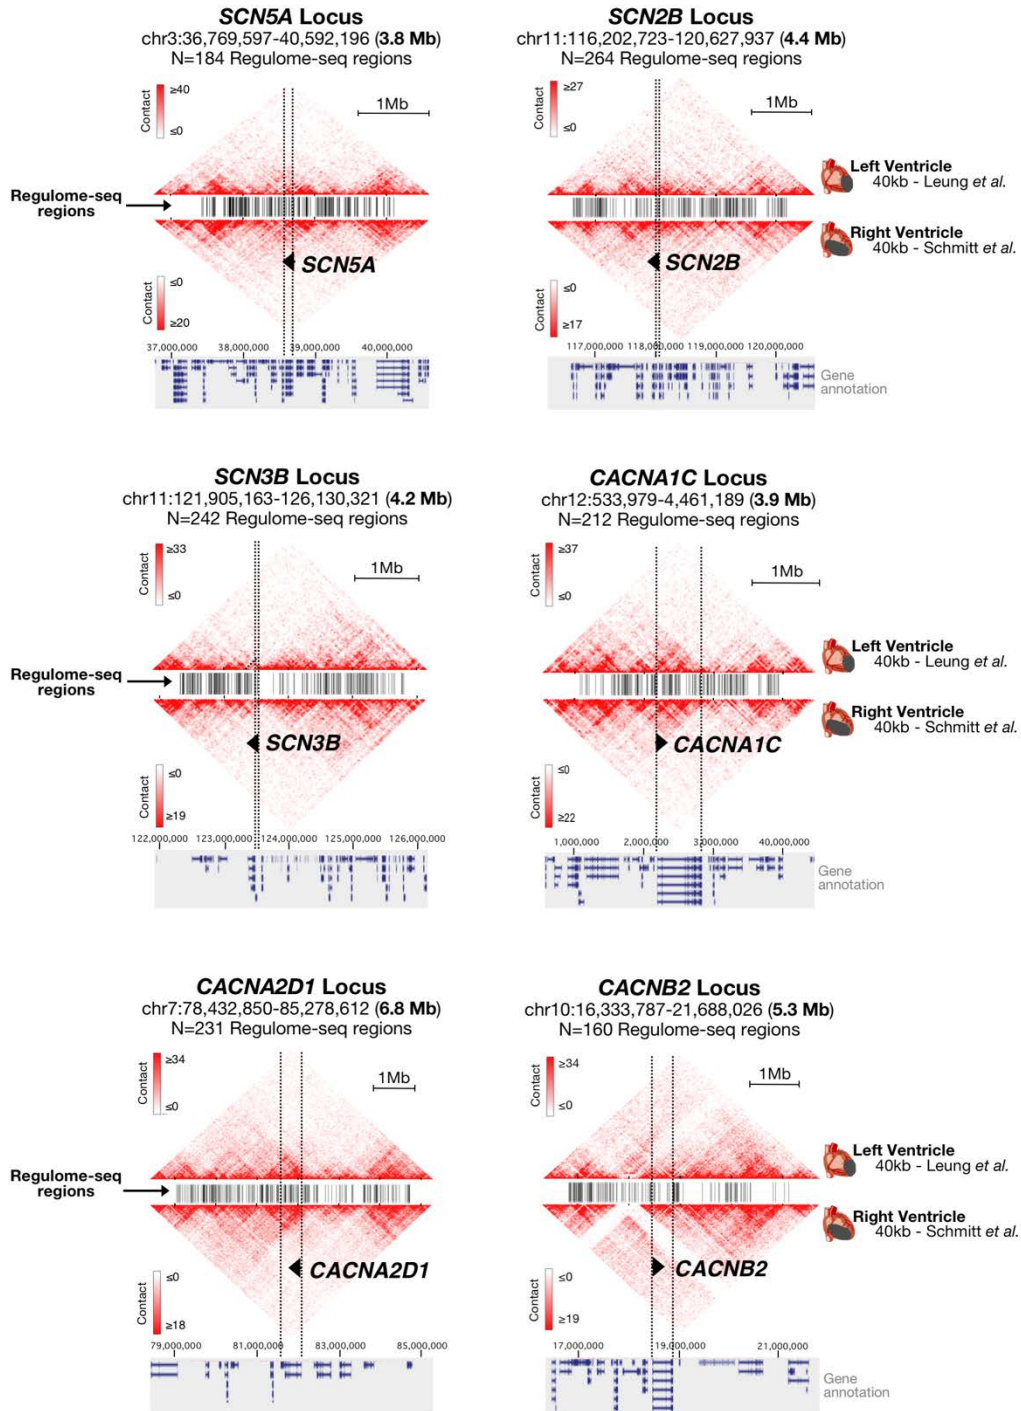 SCN5A Locus
chr3:36,769,597-40,592,196 (3.8 Mb)
N=184 Regulome-seq regions
Contact
≥40
≤0
1Mb
Regulome-seq
regions
SCN5A
Contact
≤0
≥20
37,000,000 38,000,000 39,000,000 40,000,000
SCN2B Locus
chr11:116,202,723-120,627,937 (4.4 Mb)
N=264 Regulome-seq regions
Contact
≥27
≤0
1Mb
Left Ventricle
40kb - Leung et al.
Right Ventricle
40kb - Schmitt et al.
SCN2B
Contact
≤0
≥17
117,000,000 118,000,000 119,000,000 120,000,000
Gene
annotation
SCN3B Locus
chr11:121,905,163-126,130,321 (4.2 Mb)
N=242 Regulome-seq regions
Contact
≥33
≤0
1Mb
Regulome-seq
regions
SCN3B
Contact
≤0
≥19
122,000,000 123,000,000 124,000,000 125,000,000 126,000,000
CACNA1C Locus
chr12:533,979-4,461,189 (3.9 Mb)
N=212 Regulome-seq regions
Contact
≥37
≤0
1Mb
Left Ventricle
40kb - Leung et al.
Right Ventricle
40kb - Schmitt et al.
CACNA1C
Contact
≤0
≥22
1,000,000 2,000,000 3,000,000 40,000,000
Gene
annotation
CACNA2D1 Locus
chr7:78,432,850-85,278,612 (6.8 Mb)
N=231 Regulome-seq regions
Contact
≥34
≤0
1Mb
Regulome-seq
regions
CACNA2D1
Contact
≤0
≥18
79,000,000 81,000,000 83,000,000 85,000,000
CACNB2 Locus
chr10:16,333,787-21,688,026 (5.3 Mb)
N=160 Regulome-seq regions
Contact
≥34
≤0
1Mb
Left Ventricle
40kb - Leung et al.
Right Ventricle
40kb - Schmitt et al.
CACNB2
Contact
≤0
≥19
17,000,000 19,000,000 21,000,000
Gene
annotation